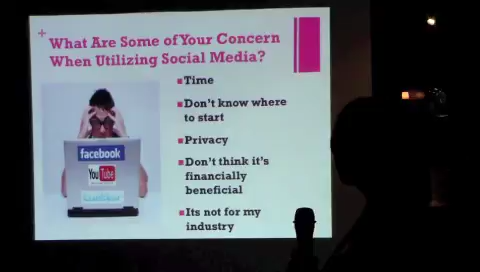 +
What Are Some of Your Concern
When Utilizing Social Media?
Time
Don't know where
to start
Privacy
Don't think it's
financially
beneficial
Its not for my
industry
facebook
YouTube
twitter